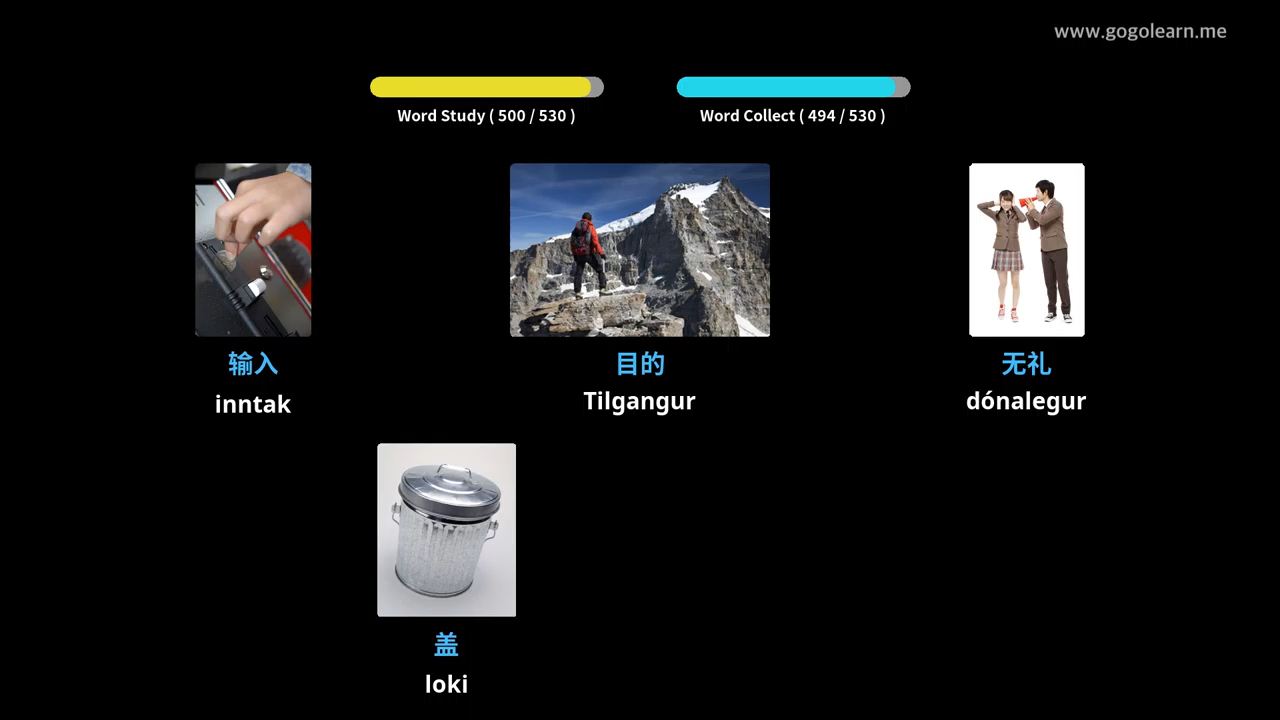 www.gogolearn.me
Word Study ( 500 / 530 )
Word Collect ( 494 / 530 )
输入
inntak
目的
Tilgangur
无礼
dónalegur
盖
loki